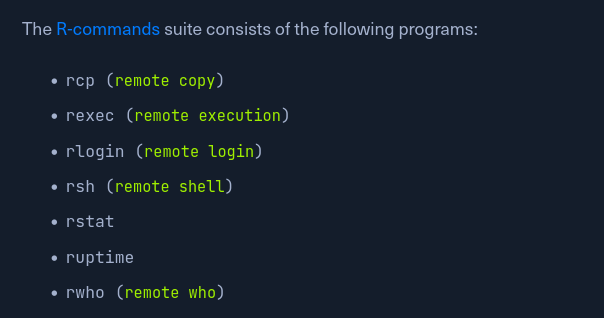 The R-commands suite consists of the following programs:
• rcp (remote copy)
• rexec (remote execution)
• rlogin (remote login)
• rsh (remote shell)
• rstat
• ruptime
• rwho (remote who)